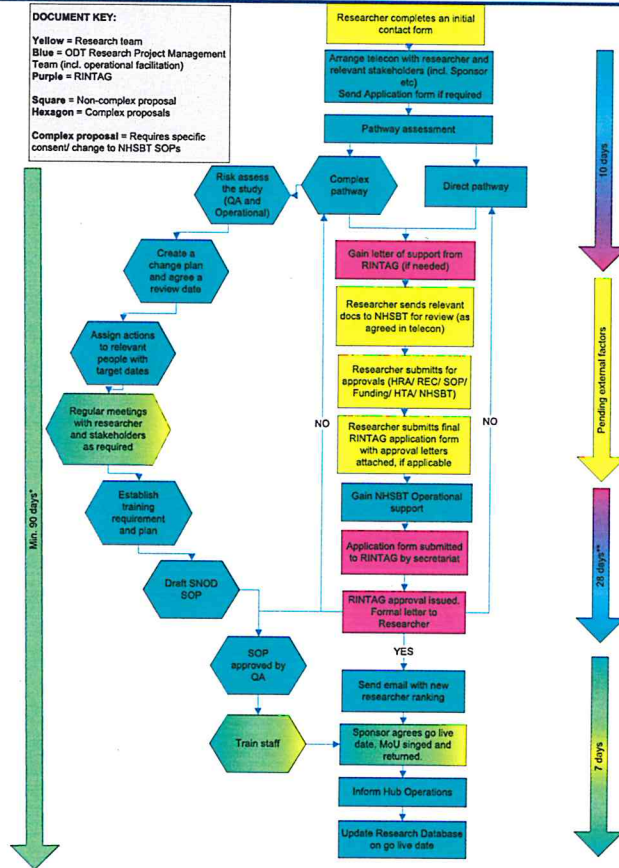 DOCUMENT KEY:
Yellow = Research team
Blue = ODT Research Project Management
Team (incl. operational facilitation)
Purple = RINTAG
Square = Non-complex proposal
Hexagon = Complex proposals
Complex proposal = Requires specific
consent/ change to NHSBT SOPs
Researcher completes an initial
contact form
Arrange telecon with researcher and
relevant stakeholders (incl. Sponsor
etc)
Send Application form if required
Pathway assessment
Complex
pathway
Direct pathway
Risk assess
the study
(QA and
Operational)
Create a
change plan
and agree a
review date
Assign actions
to relevant
people with
target dates
Regular meetings
with researcher
and stakeholders
as required
Establish
training
requirement
and plan
Draft SNOD
SOP
SOP
approved by
QA
Train staff
Gain letter of support from
RINTAG (if needed)
Researcher sends relevant
docs to NHSBT for review (as
agreed in telecon)
Researcher submits for
approvals (HRA/ REC/ SOP/
Funding/ HTA/ NHSBT)
NO
NO
Researcher submits final
RINTAG application form
with approval letters
attached, if applicable
Gain NHSBT Operational
support
Application form submitted
to RINTAG by secretariat
RINTAG approval issued.
Formal letter to
Researcher
YES
Send email with new
researcher ranking
Sponsor agrees go live
date. MoU singed and
returned.
Inform Hub Operations
Update Research Database
on go live date
Min. 90 days*
10 days
Pending external factors
28 days**
7 days